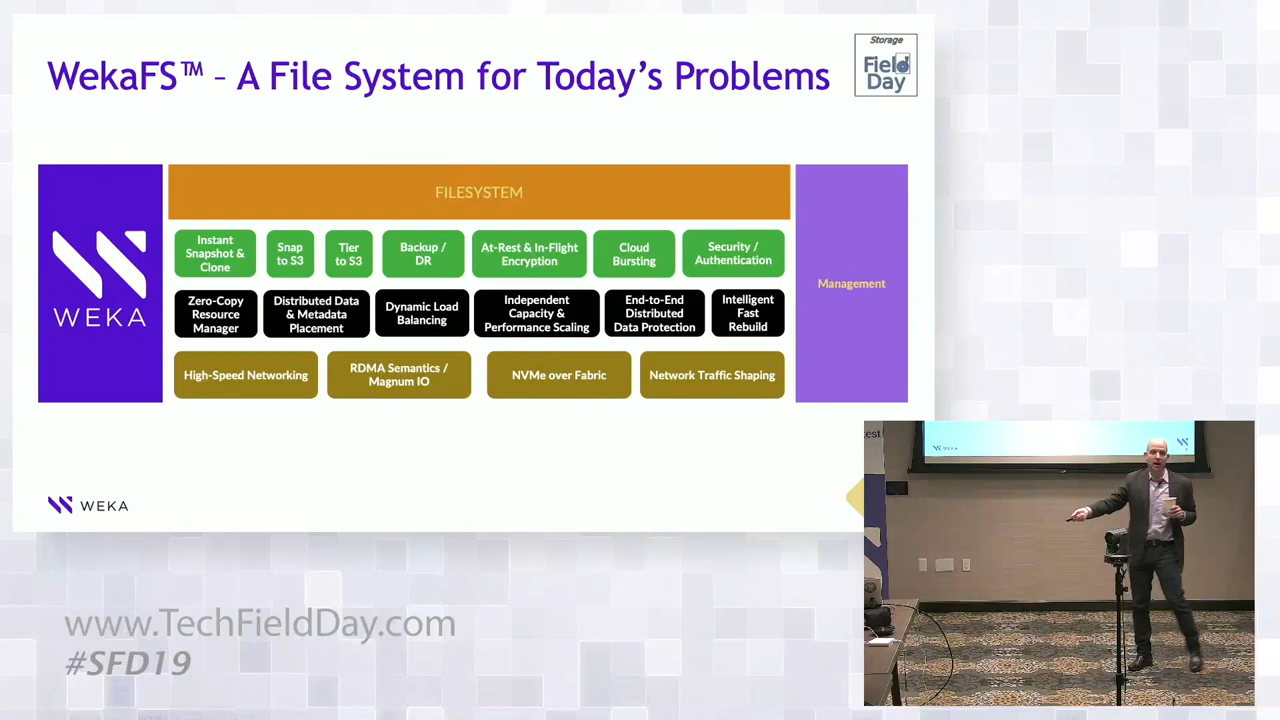 WekaFS™ – A File System for Today's Problems
Storage
Field
Day
FILESYSTEM
Instant
Snapshot &
Clone
Snap
to S3
Tier
to S3
Backup /
DR
At-Rest & In-Flight
Encryption
Cloud
Bursting
Security /
Authentication
Zero-Copy
Resource
Manager
Distributed Data
& Metadata
Placement
Dynamic Load
Balancing
Independent
Capacity &
Performance Scaling
End-to-End
Distributed
Data Protection
Intelligent
Fast
Rebuild
High-Speed Networking
RDMA Semantics /
Magnum IO
NVMe over Fabric
Network Traffic Shaping
WEKA
Management
WEKA
test
WEKA
www.TechFieldDay.com
#SFD19